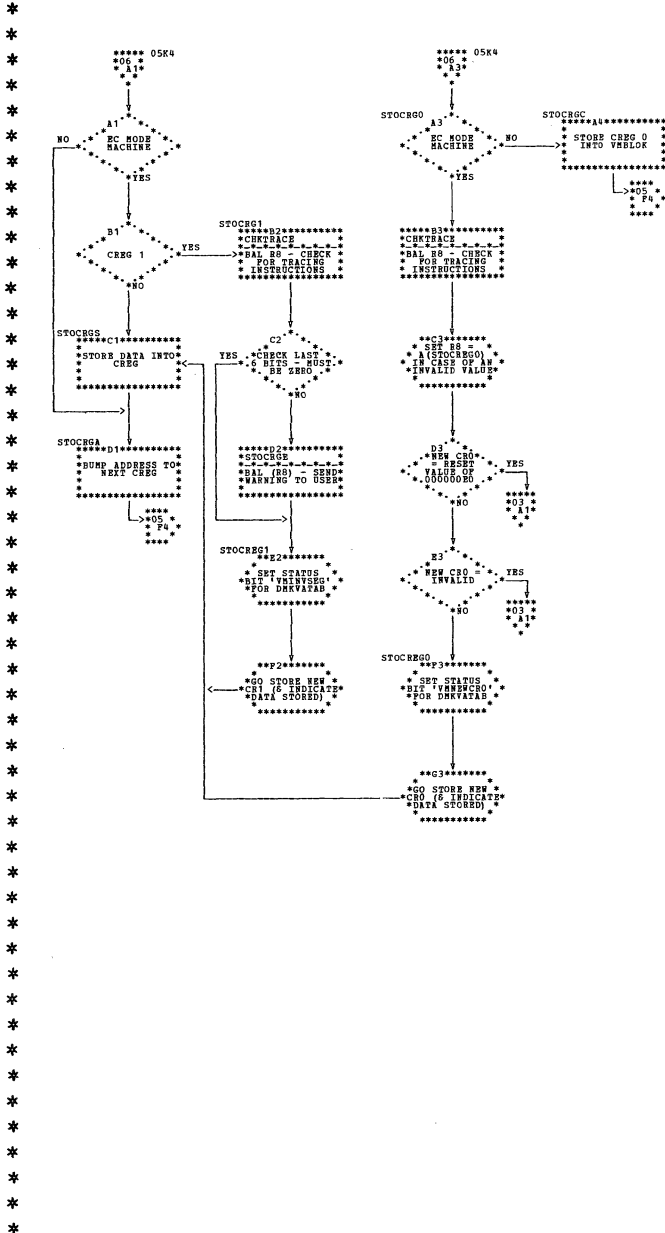 05K4
*06 *
* A1*
A1
EC MODE
MACHINE
NO
YES
B1
CREG 1
YES
NO
STOCRGS
C1
STORE DATA INTO
CREG
STOCRGA
D1
BUMP ADDRESS TO
NEXT CREG
*05 *
* F4*
STOCRG1
B2
CHKTRACE
BAL R8 - CHECK
FOR TRACING
INSTRUCTIONS
C2
YES
CHECK LAST
6 BITS - MUST
BE ZERO
NO
D2
STOCRGE
BAL (R8) - SEND
WARNING TO USER
STOCREG1
E2
SET STATUS
BIT 'VMINVSEG'
FOR DMKVATAB
F2
GO STORE NEW
CR1 (& INDICATE
DATA STORED)
05K4
*06 *
* A3*
STOCRG0
A3
EC MODE
MACHINE
NO
YES
STOCRGC
A4
STORE CREG 0
INTO VMBLOK
*05 *
* F4*
B3
CHKTRACE
BAL R8 - CHECK
FOR TRACING
INSTRUCTIONS
C3
SET R8 =
A(STOCREG0)
IN CASE OF AN
INVALID VALUE
D3
NEW CR0
= RESET
VALUE OF
000000E0
YES
NO
*03 *
* A1*
E3
NEW CR0 =
INVALID
YES
NO
*03 *
* A1*
STOCREG0
F3
SET STATUS
BIT 'VMNEWCR0'
FOR DMKVATAB
G3
GO STORE NEW
CR0 (& INDICATE
DATA STORED)